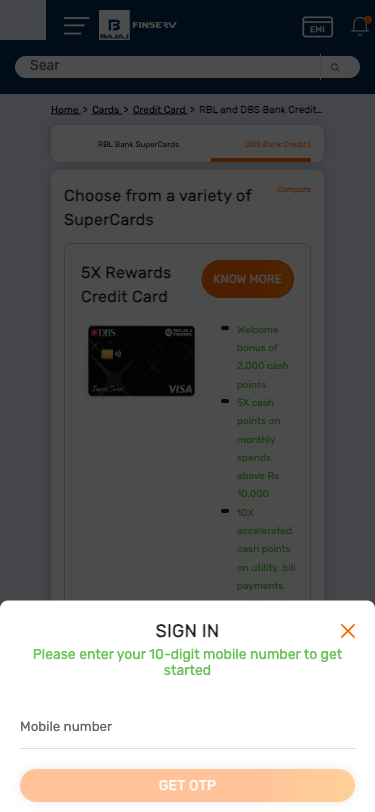 B
BAJAJ
FINSERV
EMI
Sear
Home > Cards > Credit Card > RBL and DBS Bank Credit...
RBL Bank SuperCards
DBS Bank Credit C
Choose from a variety of
SuperCards
Compare
5X Rewards
Credit Card
KNOW MORE
DBS
BAJAJ
FINSERV
SuperCard
VISA
Welcome
bonus of
2,000 cash
points
5X cash
points on
monthly
spends
above Rs.
10,000
10X
accelerated
cash points
on utility, bill
payments
SIGN IN
Please enter your 10-digit mobile number to get
started
Mobile number
GET OTP